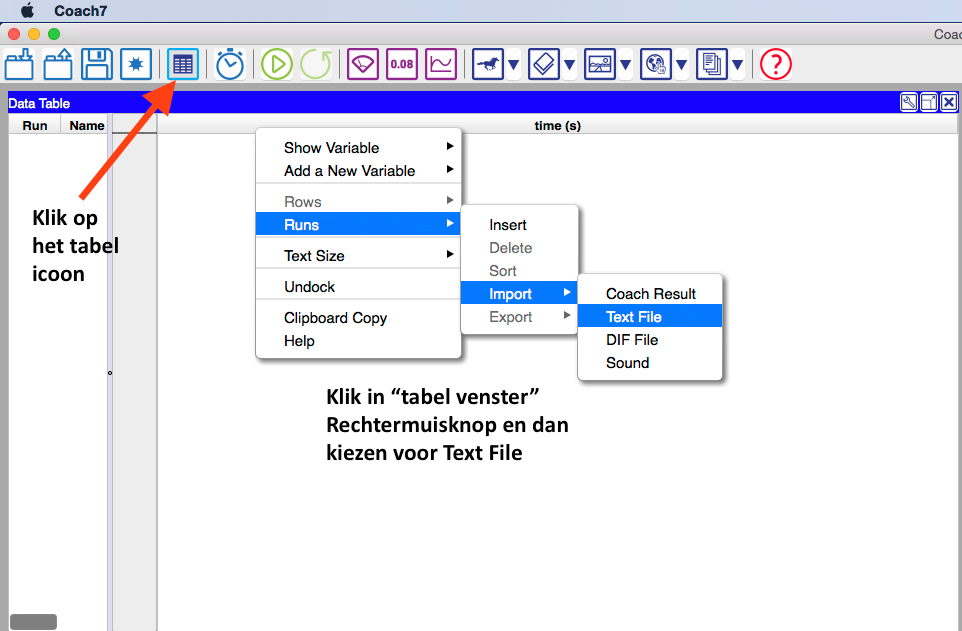 Coach7
Coa
0.08
?
Data Table
Run Name time (s)
Show Variable
Add a New Variable
Rows
Runs
Text Size
Undock
Clipboard Copy
Help
Insert
Delete
Sort
Import
Export
Coach Result
Text File
DIF File
Sound
Klik op
het tabel
icoon
Klik in “tabel venster”
Rechtermuisknop en dan
kiezen voor Text File